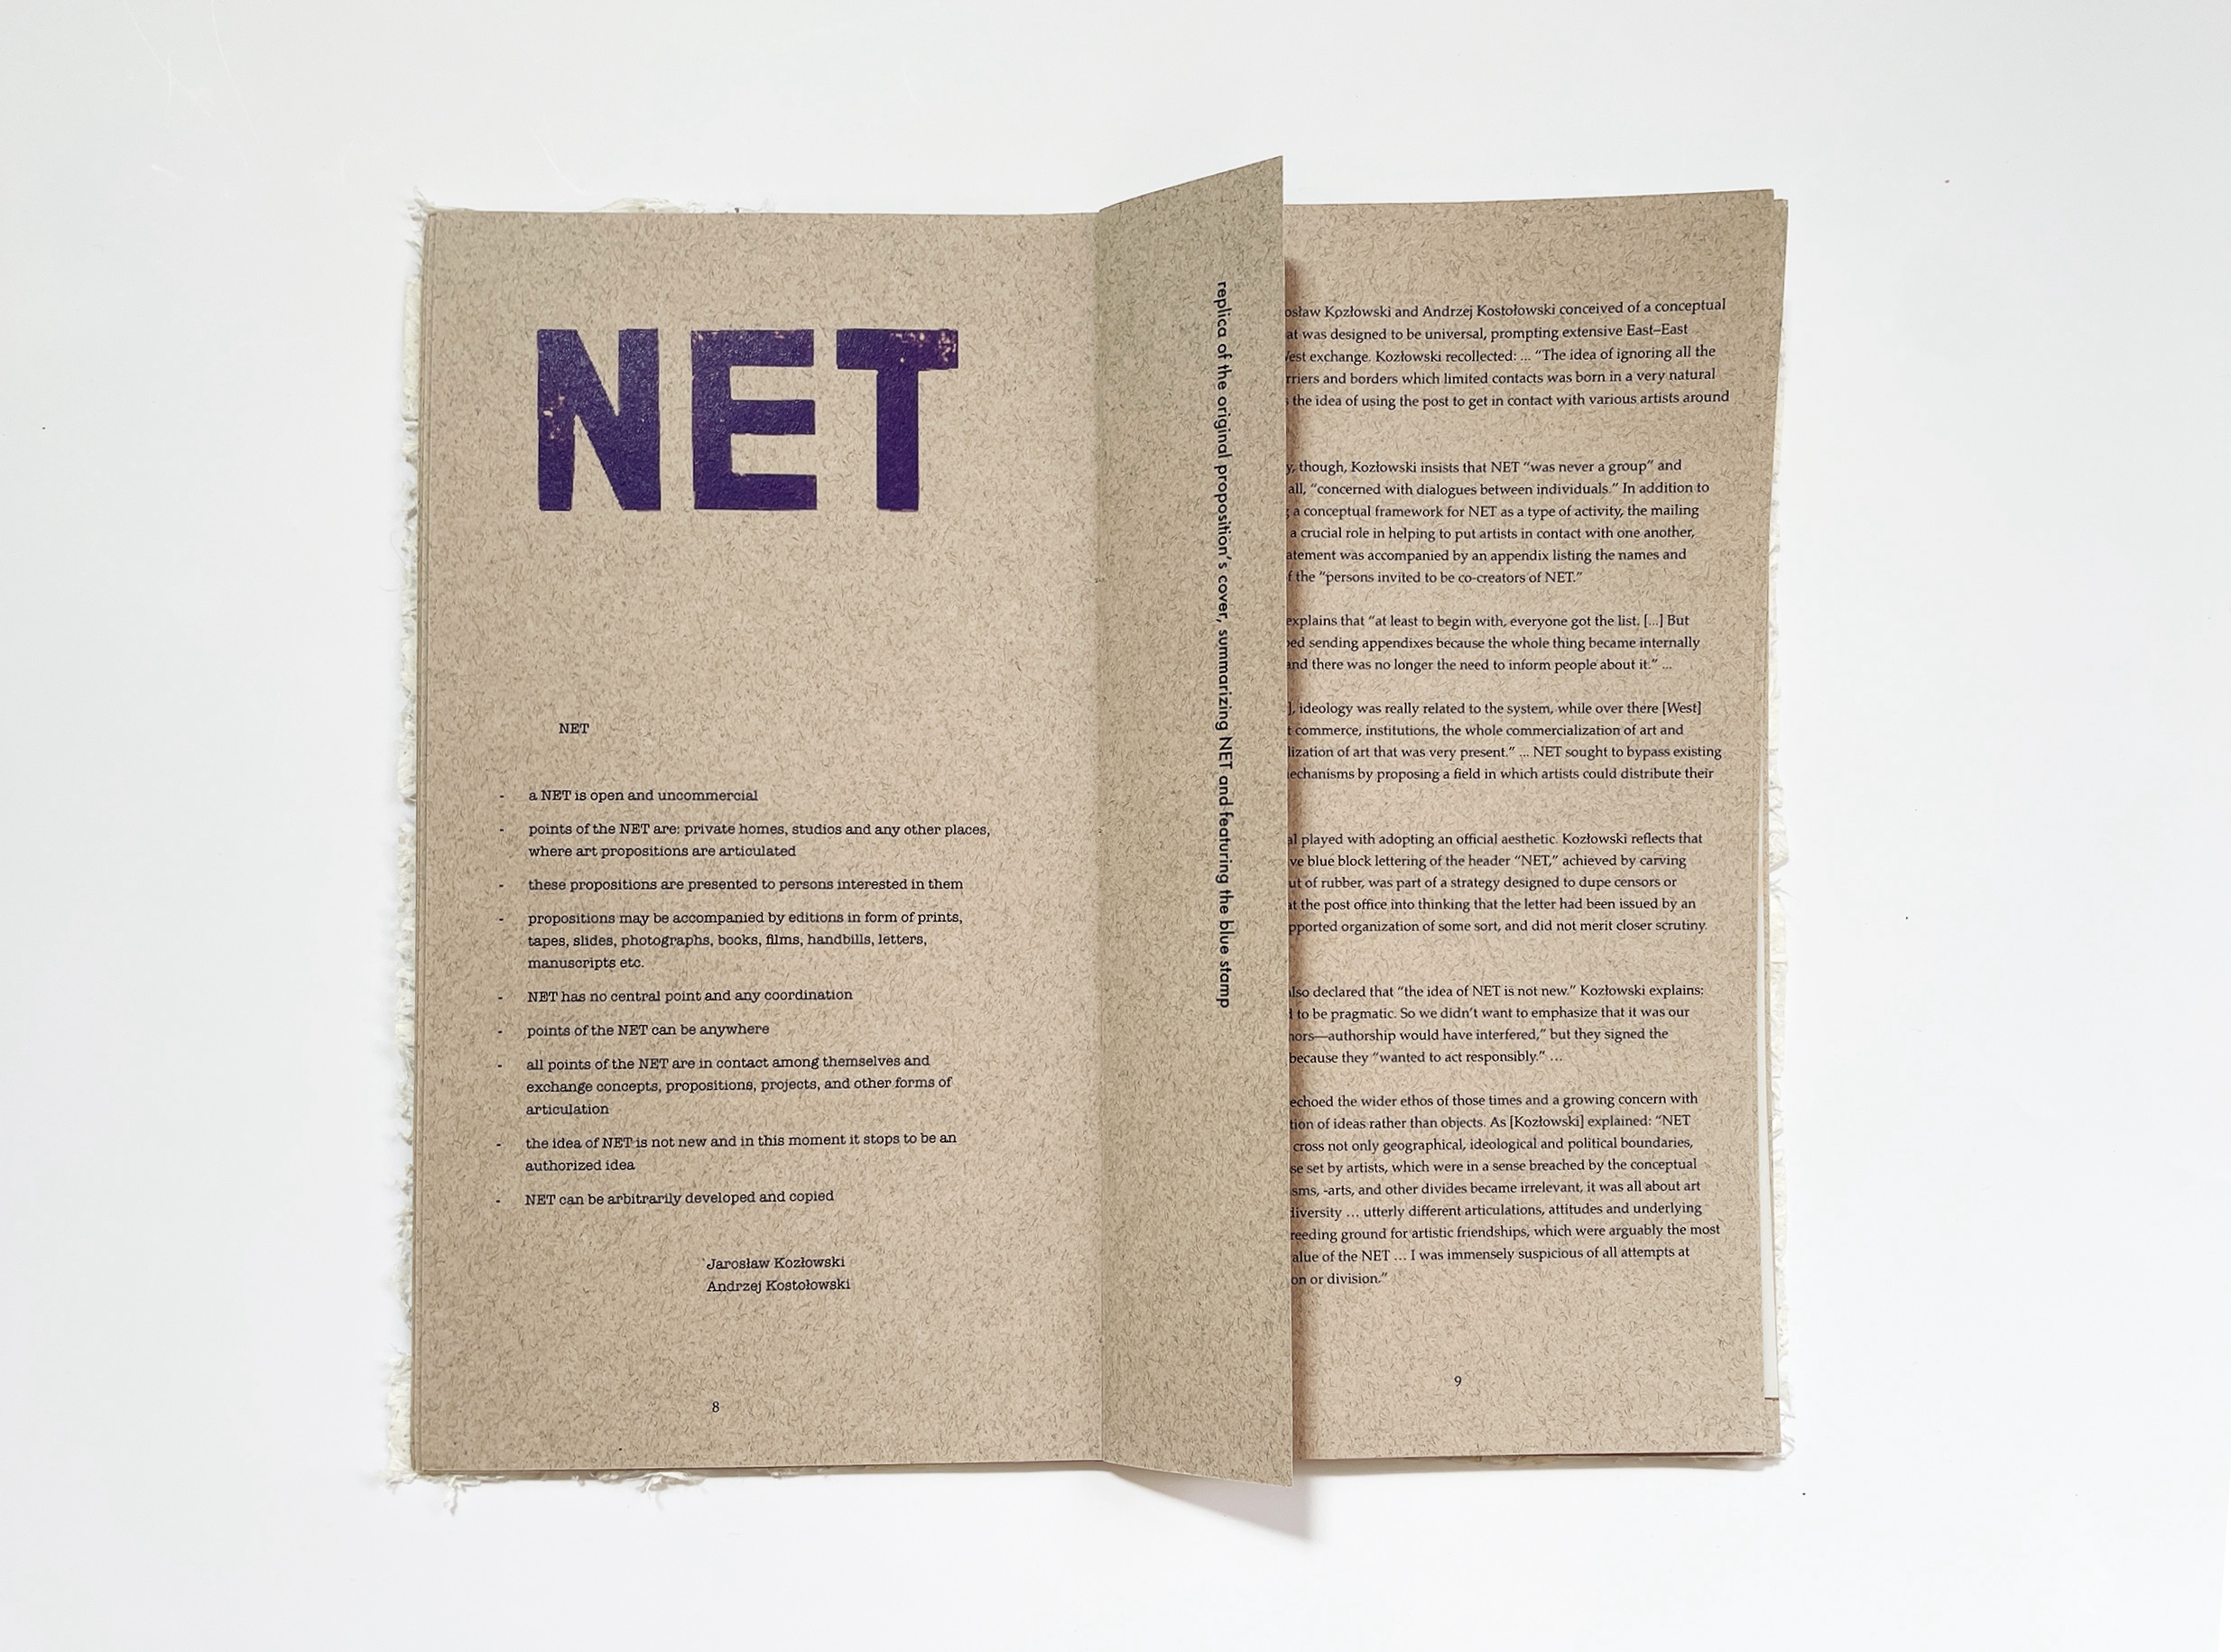 NET
NET
- a NET is open and uncommercial
- points of the NET are: private homes, studios and any other places,
where art propositions are articulated
- these propositions are presented to persons interested in them
- propositions may be accompanied by editions in form of prints,
tapes, slides, photographs, books, films, handbills, letters,
manuscripts etc.
- NET has no central point and any coordination
- points of the NET can be anywhere
- all points of the NET are in contact among themselves and
exchange concepts, propositions, projects, and other forms of
articulation
- the idea of NET is not new and in this moment it stops to be an
authorized idea
- NET can be arbitrarily developed and copied
Jarosław Kozłowski
Andrzej Kostołowski
8
replica of the original proposition's cover, summarizing NET and featuring the blue stamp
Kozłowski and Andrzej Kostołowski conceived of a conceptual
was designed to be universal, prompting extensive East–East
exchange. Kozłowski recollected: ... “The idea of ignoring all the
and borders which limited contacts was born in a very natural
the idea of using the post to get in contact with various artists around
though, Kozłowski insists that NET “was never a group” and
all, “concerned with dialogues between individuals.” In addition to
a conceptual framework for NET as a type of activity, the mailing
a crucial role in helping to put artists in contact with one another,
was accompanied by an appendix listing the names and
the “persons invited to be co-creators of NET.”
explains that “at least to begin with, everyone got the list. [...] But
sending appendixes because the whole thing became internally
and there was no longer the need to inform people about it.” ...
ideology was really related to the system, while over there [West]
commerce, institutions, the whole commercialization of art and
of art that was very present.” ... NET sought to bypass existing
mechanisms by proposing a field in which artists could distribute their
played with adopting an official aesthetic. Kozłowski reflects that
blue block lettering of the header “NET,” achieved by carving
of rubber, was part of a strategy designed to dupe censors or
the post office into thinking that the letter had been issued by an
organization of some sort, and did not merit closer scrutiny.
also declared that “the idea of NET is not new.” Kozłowski explains:
to be pragmatic. So we didn’t want to emphasize that it was our
—authorship would have interfered,” but they signed the
because they “wanted to act responsibly.” …
echoed the wider ethos of those times and a growing concern with
of ideas rather than objects. As [Kozłowski] explained: “NET
cross not only geographical, ideological and political boundaries,
set by artists, which were in a sense breached by the conceptual
-arts, and other divides became irrelevant, it was all about art
diversity … utterly different articulations, attitudes and underlying
breeding ground for artistic friendships, which were arguably the most
value of the NET … I was immensely suspicious of all attempts at
or division.”
9